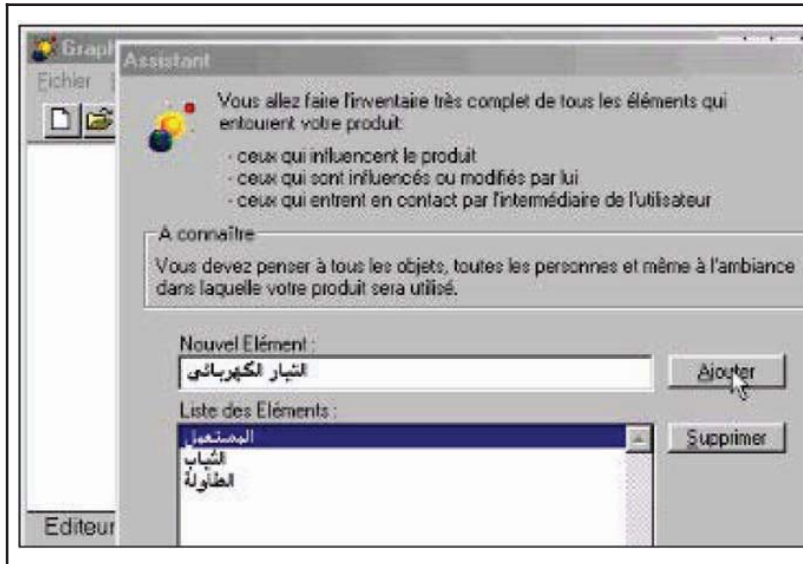 Graph
Assistant
Fichier
Vous allez faire l'inventaire très complet de tous les éléments qui
entourent votre produit:
- ceux qui influencent le produit
- ceux qui sont influencés ou modifiés par lui
- ceux qui entrent en contact par l'intermédiaire de l'utilisateur
A connaître
Vous devez penser à tous les objets, toutes les personnes et même à l'ambiance
dans laquelle votre produit sera utilisé.
Nouvel Elément :
التيار الكهربائى
Ajouter
Liste des Eléments :
المستعمل
Supprimer
الثياب
الطاولة
Editeur